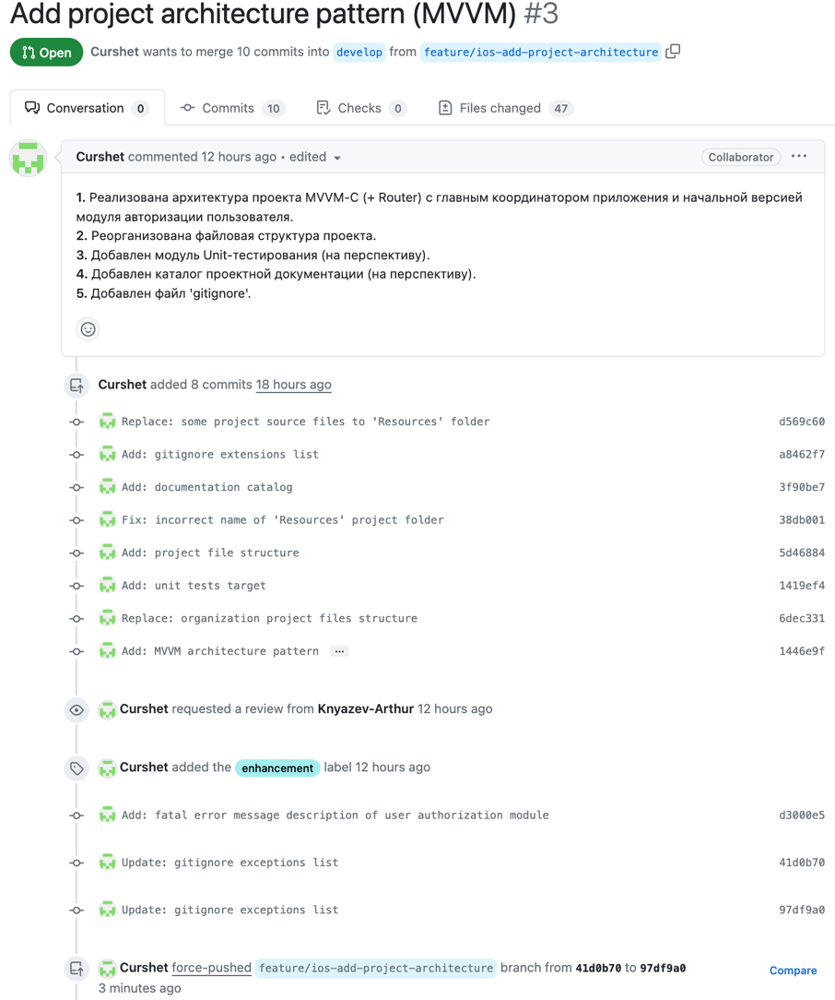 Add project architecture pattern (MVVM) #3
Open Curshet wants to merge 10 commits into develop from feature/ios-add-project-architecture
Conversation 0 Commits 10 Checks 0 Files changed 47
Curshet commented 12 hours ago • edited Collaborator ...
1. Реализована архитектура проекта MVVM-C (+ Router) с главным координатором приложения и начальной версией
модуля авторизации пользователя.
2. Реорганизована файловая структура проекта.
3. Добавлен модуль Unit-тестирования (на перспективу).
4. Добавлен каталог проектной документации (на перспективу).
5. Добавлен файл 'gitignore'.
Curshet added 8 commits 18 hours ago
Replace: some project source files to 'Resources' folder d569c60
Add: gitignore extensions list a8462f7
Add: documentation catalog 3f90be7
Fix: incorrect name of 'Resources' project folder 38db001
Add: project file structure 5d46884
Add: unit tests target 1419ef4
Replace: organization project files structure 6dec331
Add: MVVM architecture pattern ... 1446e9f
Curshet requested a review from Knyazev-Arthur 12 hours ago
Curshet added the enhancement label 12 hours ago
Add: fatal error message description of user authorization module d3000e5
Update: gitignore exceptions list 41d0b70
Update: gitignore exceptions list 97df9a0
Curshet force-pushed feature/ios-add-project-architecture branch from 41d0b70 to 97df9a0 Compare
3 minutes ago